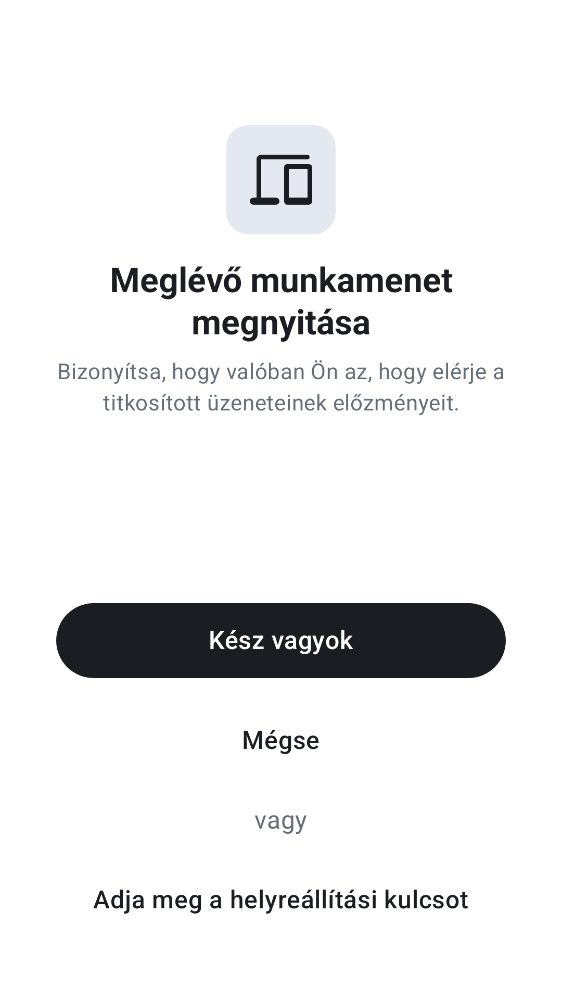 Meglévő munkamenet
megnyitása
Bizonyítsa, hogy valóban Ön az, hogy elérje a
titkosított üzeneteinek előzményeit.
Kész vagyok
Mégse
vagy
Adja meg a helyreállítási kulcsot